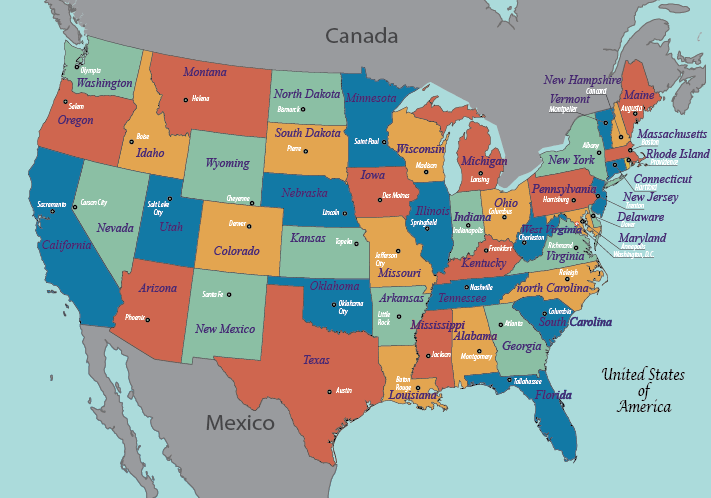 Canada
Olympia
Washington
Montana
Helena
North Dakota
Bismarck
Minnesota
Saint Paul
New Hampshire
Concord
Vermont
Montpelier
Maine
Augusta
Salem
Oregon
Boise
Idaho
South Dakota
Pierre
Wisconsin
Madison
Michigan
Lansing
Albany
New York
Massachusetts
Boston
Rhode Island
Providence
Connecticut
Hartford
Wyoming
Cheyenne
Nebraska
Lincoln
Iowa
Des Moines
Illinois
Springfield
Indiana
Indianapolis
Ohio
Columbus
Pennsylvania
Harrisburg
New Jersey
Trenton
Delaware
Dover
Maryland
Annapolis
Washington, D.C.
Sacramento
Carson City
California
Nevada
Salt Lake
City
Utah
Denver
Colorado
Kansas
Topeka
Jefferson
City
Missouri
Frankfort
Kentucky
West Virginia
Charleston
Richmond
Virginia
Arizona
Phoenix
Santa Fe
New Mexico
Oklahoma
Oklahoma
City
Arkansas
Little
Rock
Nashville
Tennessee
Raleigh
north Carolina
Columbia
South Carolina
Mississippi
Jackson
Alabama
Montgomery
Atlanta
Georgia
Texas
Austin
Baton
Rouge
Louisiana
Tallahassee
Florida
Mexico
United States
of
America